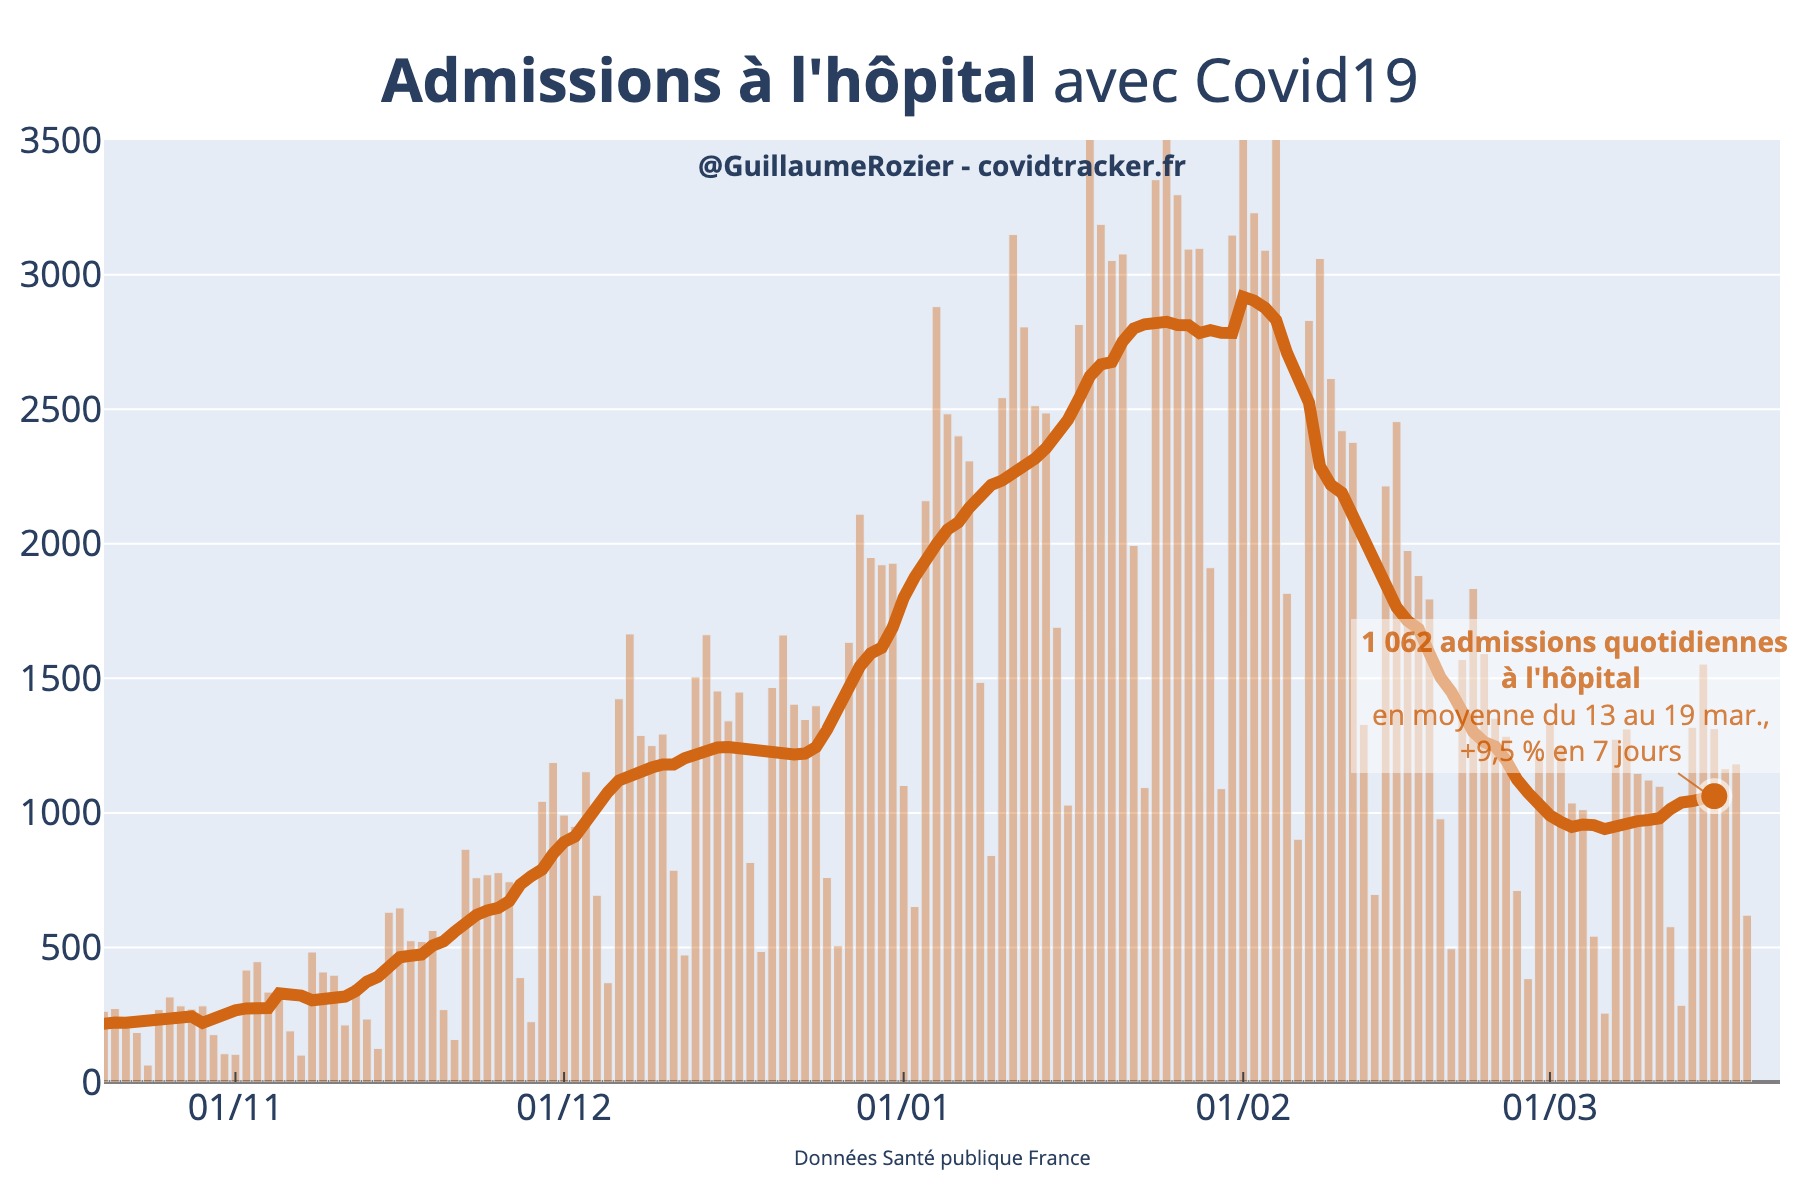 Admissions à l'hôpital avec Covid19
@GuillaumeRozier - covidtracker.fr
3500
3000
2500
2000
1500
1000
500
0
1 062 admissions quotidiennes
à l'hôpital
en moyenne du 13 au 19 mar.,
+9,5 % en 7 jours
01/11 01/12 01/01 01/02 01/03
Données Santé publique France